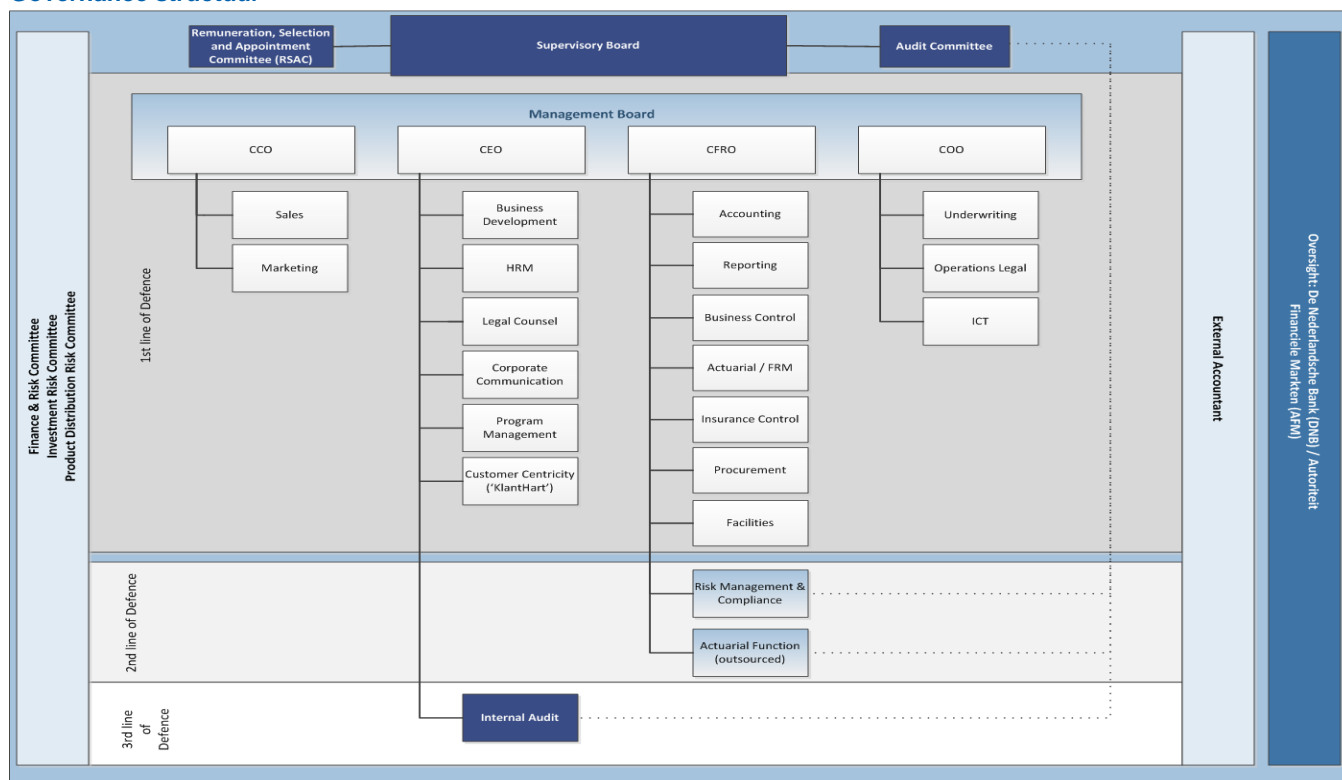 Remuneration, Selection
and Appointment
Committee (RSAC)
Supervisory Board
Audit Committee
Management Board
CCO
CEO
CFRO
COO
Sales
Marketing
Business
Development
HRM
Legal Counsel
Corporate
Communication
Program
Management
Customer Centricity
('KlantHart')
Accounting
Reporting
Business Control
Actuarial / FRM
Insurance Control
Procurement
Facilities
Underwriting
Operations Legal
ICT
1st line of Defence
2nd line of Defence
Risk Management &
Compliance
Actuarial Function
(outsourced)
3rd line
of
Defence
Internal Audit
Finance & Risk Committee
Investment Risk Committee
Product Distribution Risk Committee
External Accountant
Oversight: De Nederlandsche Bank (DNB) / Autoriteit
Financiele Markten (AFM)